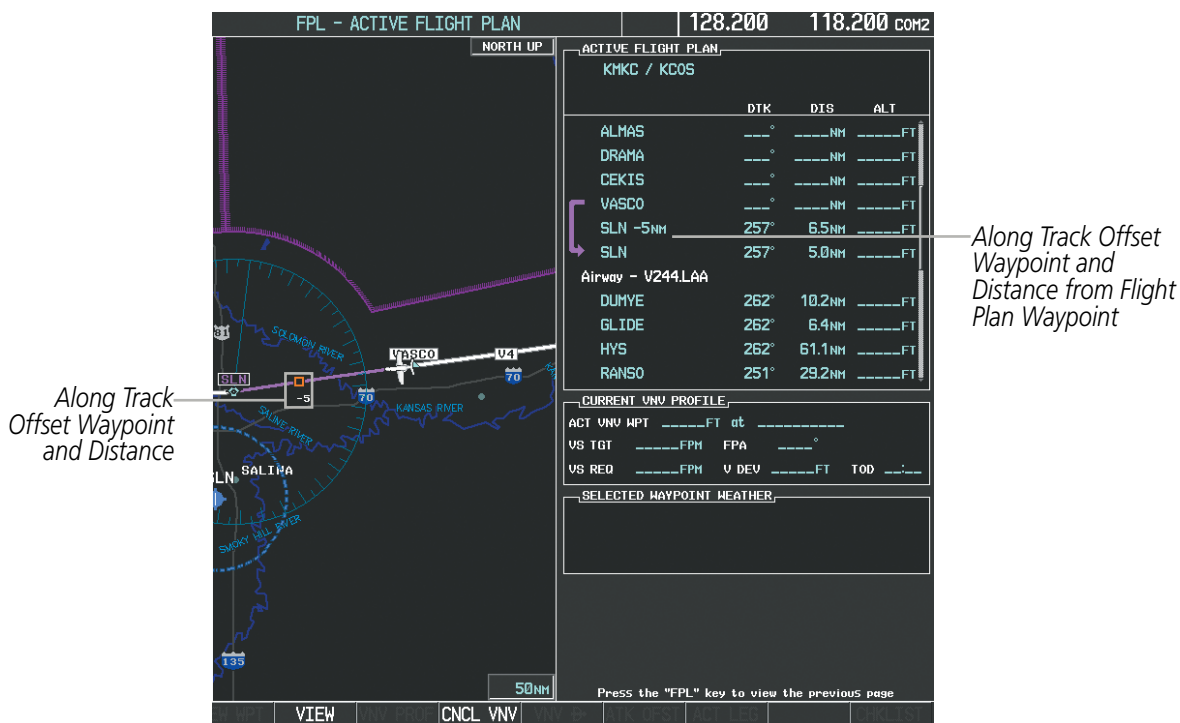 FPL - ACTIVE FLIGHT PLAN
128.200 118.200 COM2
NORTH UP
81
SOLOMON RIVER
VASCO
V4
SLN
-5
70
70
KANSAS RIVER
SALINE RIVER
SLN
SALINA
SMOKY HILL RIVER
135
50NM
ACTIVE FLIGHT PLAN
KMKC / KCOS
DTK DIS ALT
ALMAS ___° ____NM _____FT
DRAMA ___° ____NM _____FT
CEKIS ___° ____NM _____FT
VASCO ___° ____NM _____FT
SLN -5NM 257° 6.5NM _____FT
SLN 257° 5.0NM _____FT
Airway - V244.LAA
DUMYE 262° 10.2NM _____FT
GLIDE 262° 6.4NM _____FT
HYS 262° 61.1NM _____FT
RANSO 251° 29.2NM _____FT
CURRENT VNV PROFILE
ACT VNV WPT _____FT at __________
VS TGT _____FPM FPA ____°
VS REQ _____FPM V DEV _____FT TOD __:__
SELECTED WAYPOINT WEATHER
Press the "FPL" key to view the previous page
VIEW VNV PROF CNCL VNV VNV ATK OFST ACT LEG CHKLIST
Along Track
Offset Waypoint
and Distance
Along Track Offset
Waypoint and
Distance from Flight
Plan Waypoint